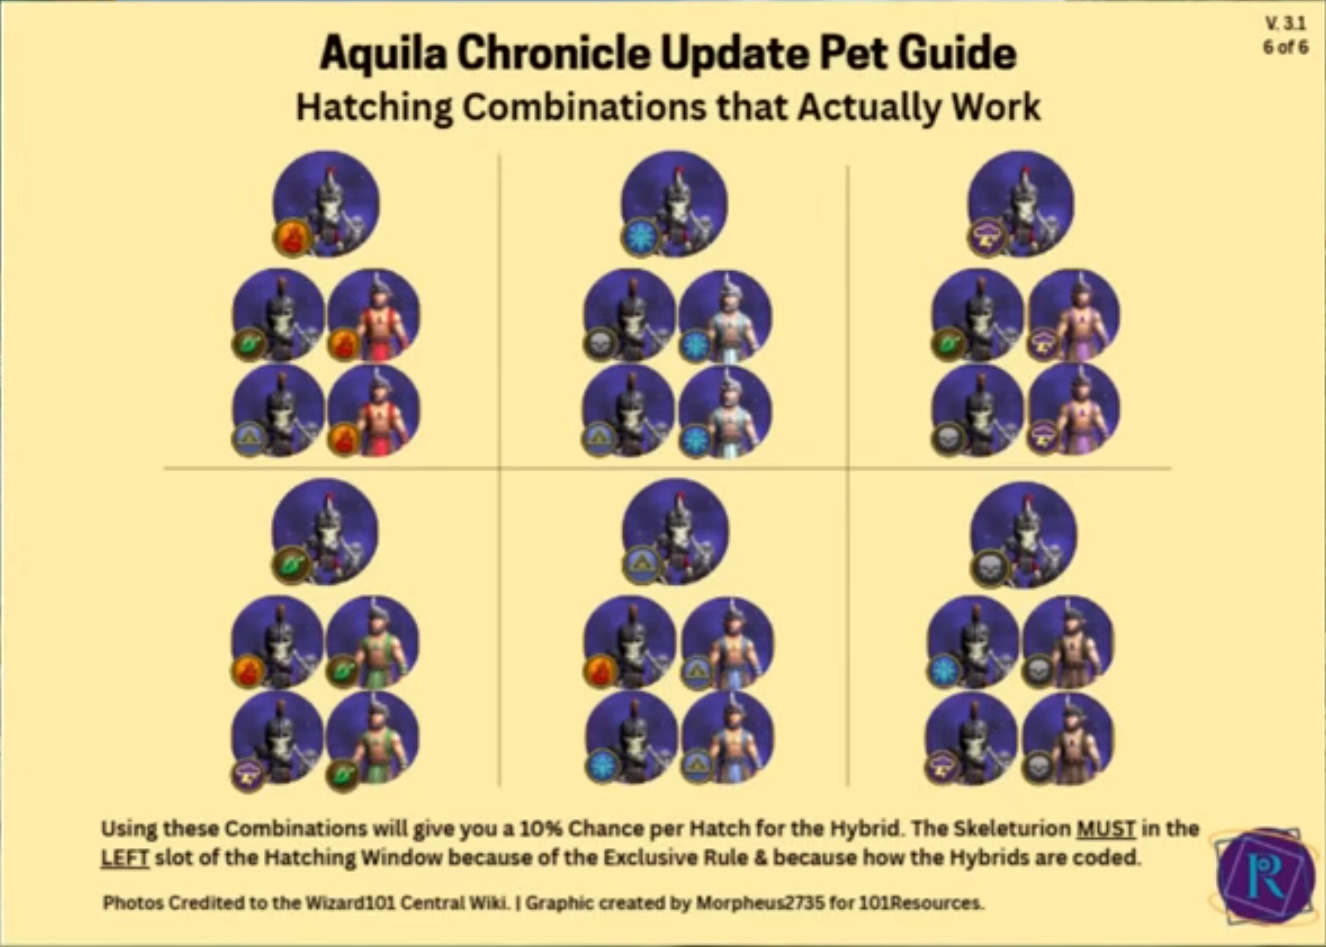 V. 3.1
6 of 6
Aquila Chronicle Update Pet Guide
Hatching Combinations that Actually Work
Using these Combinations will give you a 10% Chance per Hatch for the Hybrid. The Skeleturion MUST in the
LEFT slot of the Hatching Window because of the Exclusive Rule & because how the Hybrids are coded.
Photos Credited to the Wizard101 Central Wiki. | Graphic created by Morpheus2735 for 101Resources.
R